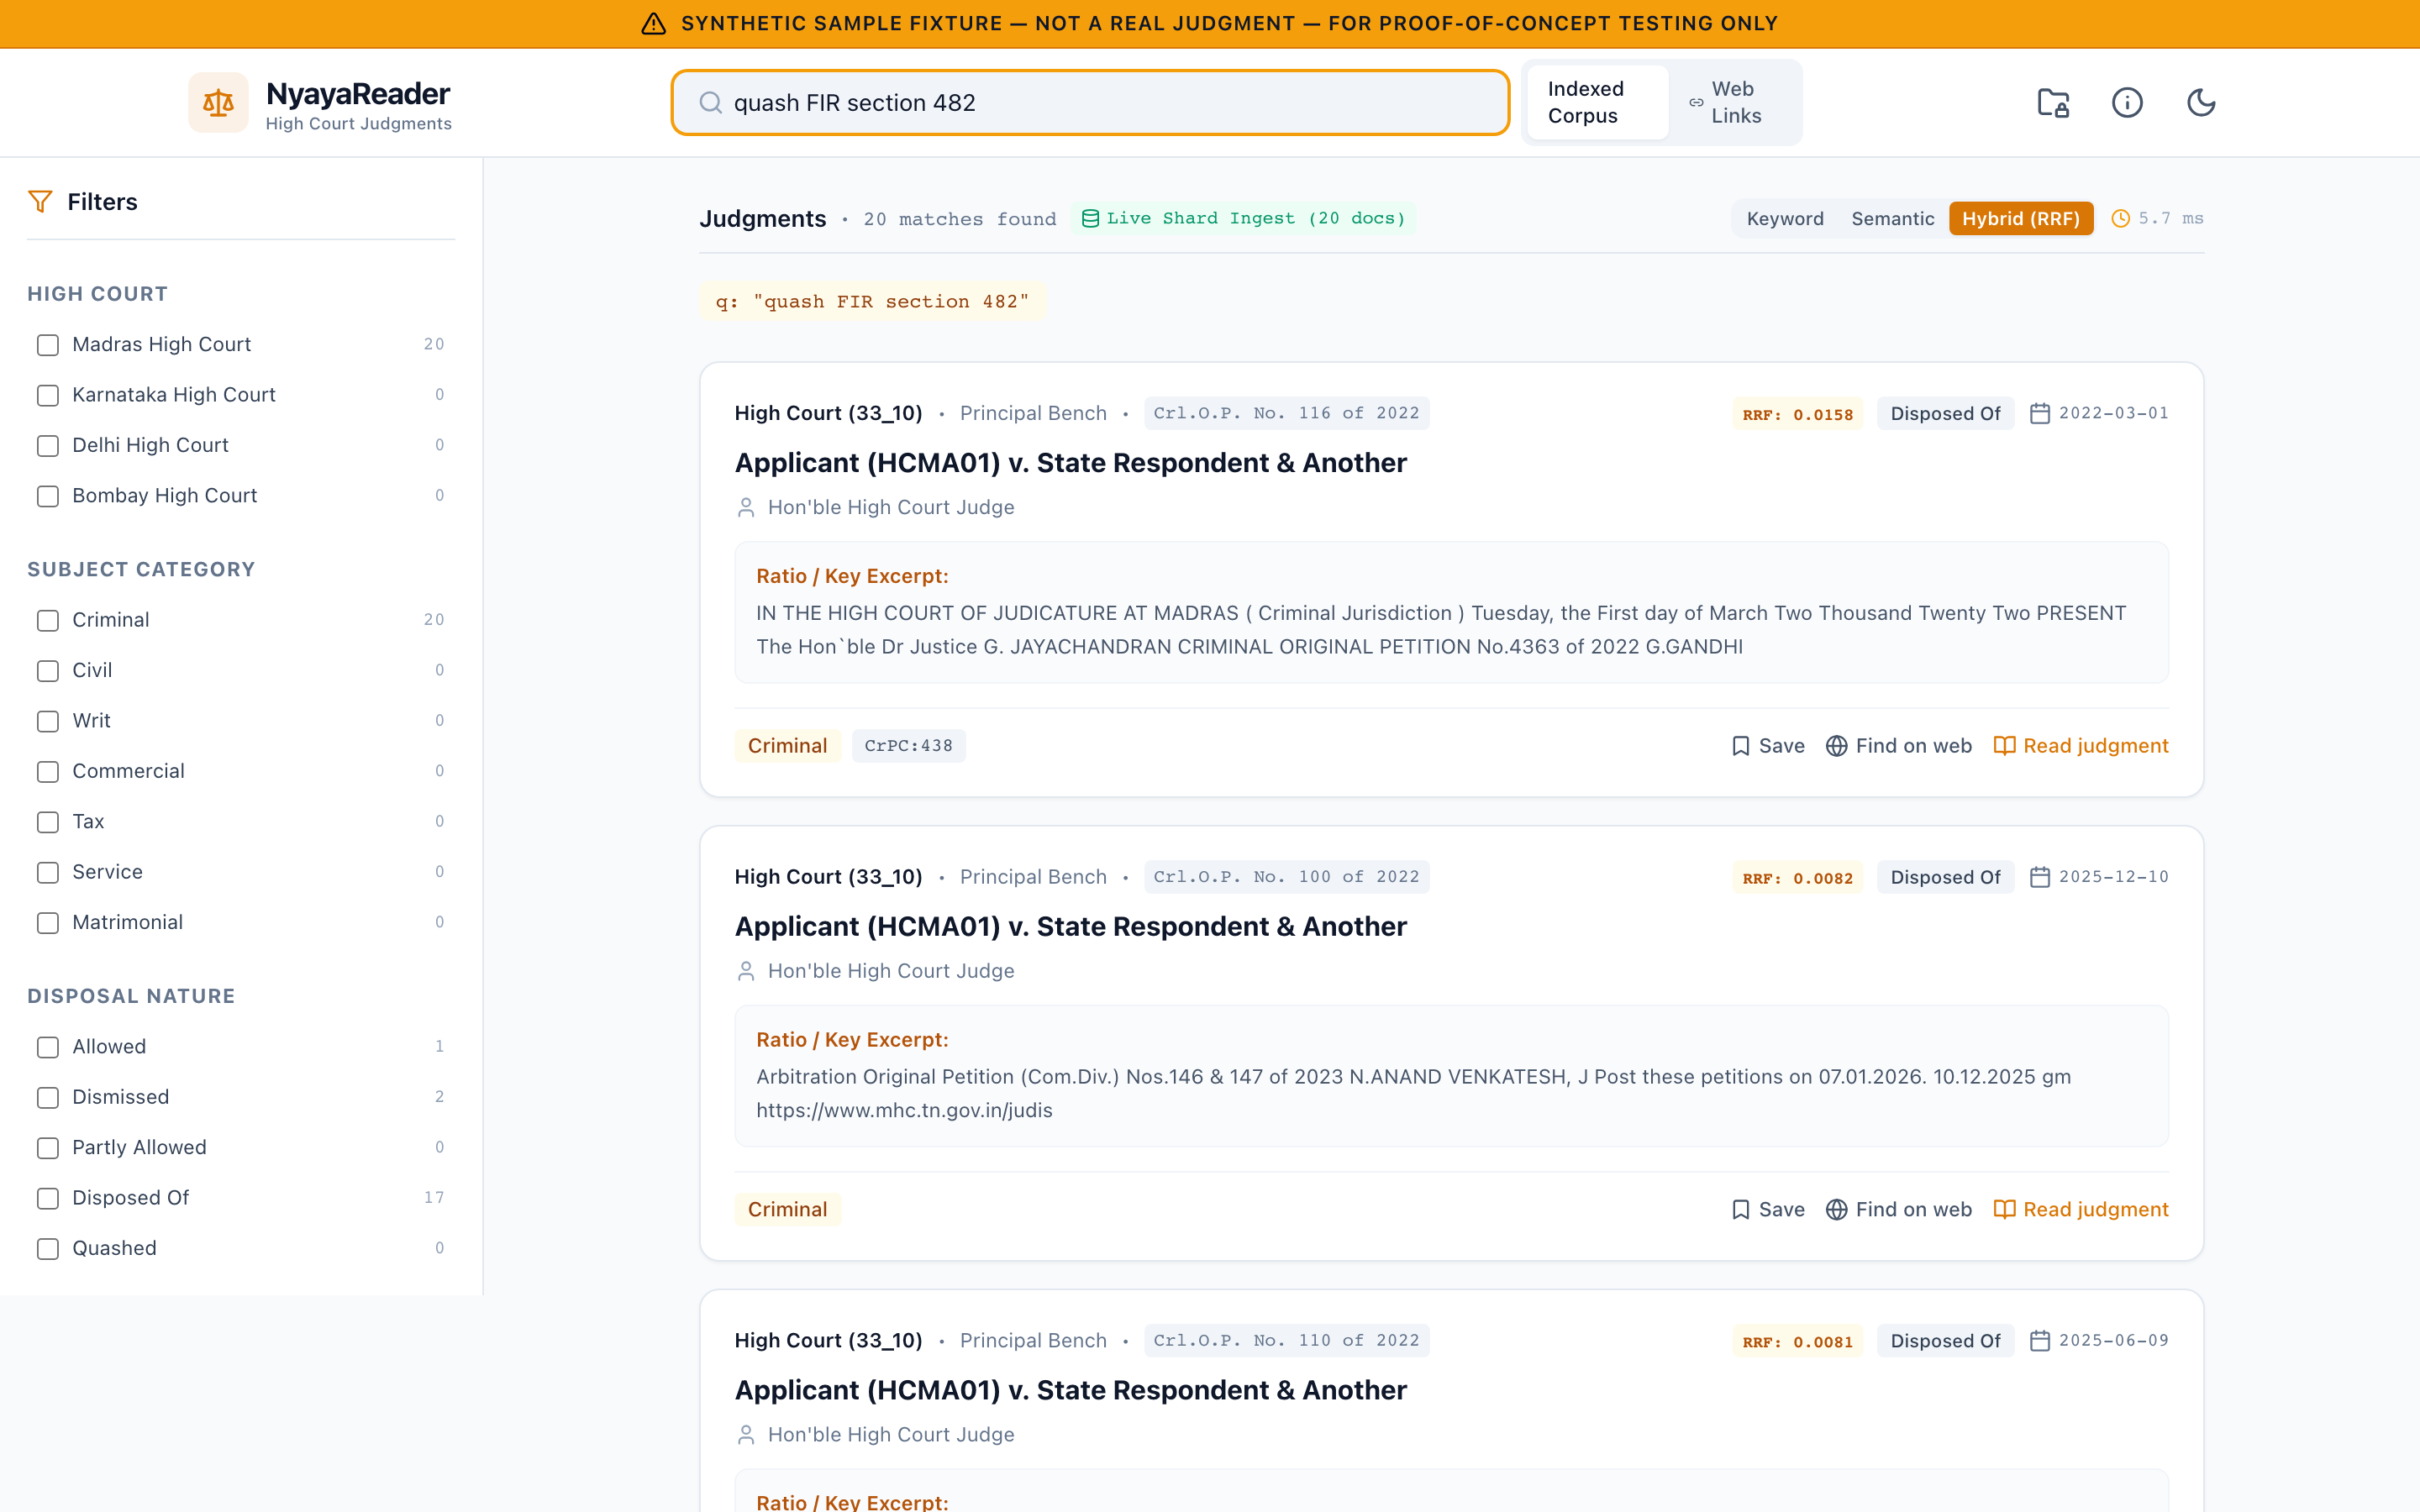 SYNTHETIC SAMPLE FIXTURE — NOT A REAL JUDGMENT — FOR PROOF-OF-CONCEPT TESTING ONLY
NyayaReader
High Court Judgments
quash FIR section 482
Indexed
Corpus
Web
Links
Filters
HIGH COURT
Madras High Court 20
Karnataka High Court 0
Delhi High Court 0
Bombay High Court 0
SUBJECT CATEGORY
Criminal 20
Civil 0
Writ 0
Commercial 0
Tax 0
Service 0
Matrimonial 0
DISPOSAL NATURE
Allowed 1
Dismissed 2
Partly Allowed 0
Disposed Of 17
Quashed 0
Judgments • 20 matches found Live Shard Ingest (20 docs) Keyword Semantic Hybrid (RRF) 5.7 ms
q: "quash FIR section 482"
High Court (33_10) • Principal Bench • Crl.O.P. No. 116 of 2022 RRF: 0.0158 Disposed Of 2022-03-01
Applicant (HCMA01) v. State Respondent & Another
Hon'ble High Court Judge
Ratio / Key Excerpt:
IN THE HIGH COURT OF JUDICATURE AT MADRAS ( Criminal Jurisdiction ) Tuesday, the First day of March Two Thousand Twenty Two PRESENT
The Hon`ble Dr Justice G. JAYACHANDRAN CRIMINAL ORIGINAL PETITION No.4363 of 2022 G.GANDHI
Criminal CrPC:438 Save Find on web Read judgment
High Court (33_10) • Principal Bench • Crl.O.P. No. 100 of 2022 RRF: 0.0082 Disposed Of 2025-12-10
Applicant (HCMA01) v. State Respondent & Another
Hon'ble High Court Judge
Ratio / Key Excerpt:
Arbitration Original Petition (Com.Div.) Nos.146 & 147 of 2023 N.ANAND VENKATESH, J Post these petitions on 07.01.2026. 10.12.2025 gm
https://www.mhc.tn.gov.in/judis
Criminal Save Find on web Read judgment
High Court (33_10) • Principal Bench • Crl.O.P. No. 110 of 2022 RRF: 0.0081 Disposed Of 2025-06-09
Applicant (HCMA01) v. State Respondent & Another
Hon'ble High Court Judge
Ratio / Key Excerpt: